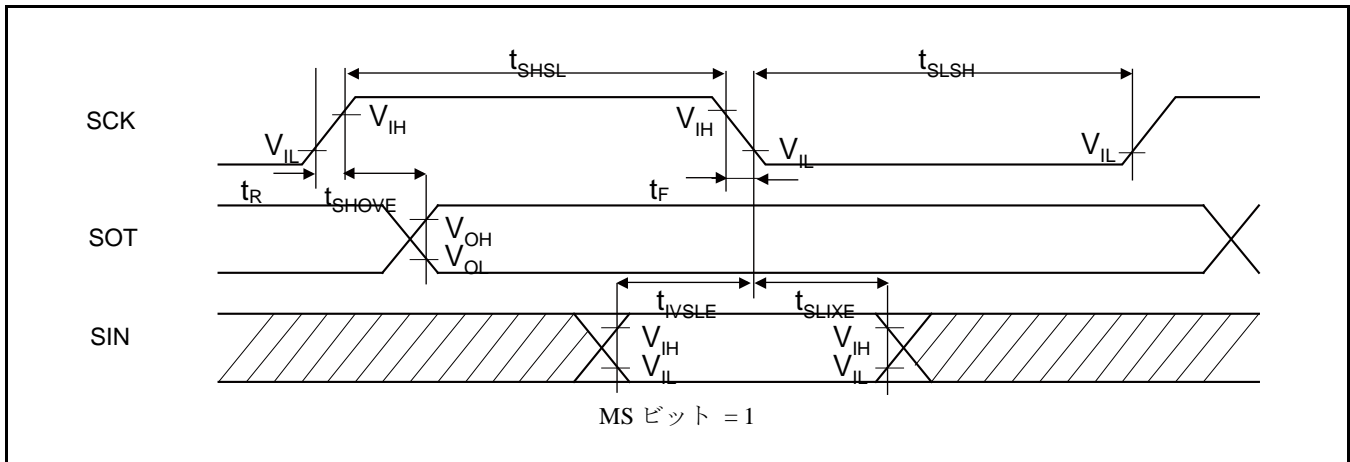 tSHSL tSLSH
SCK
VIH VIH
VIL VIL VIL
tR tSHOVE tF
SOT
VOH
VOL
tIVSLE tSLIXE
SIN
VIH VIH
VIL VIL
MS ビット = 1